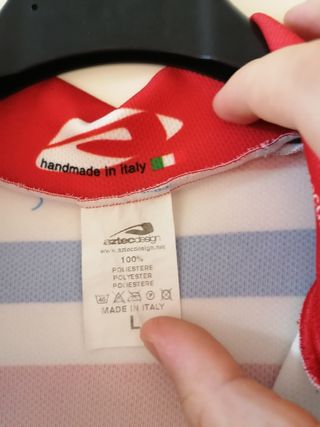 handmade in italy
aztecdesign
www.aztecdesign.net
100%
POLIESTERE
POLYESTER
POLIESTERE
MADE IN ITALY
L